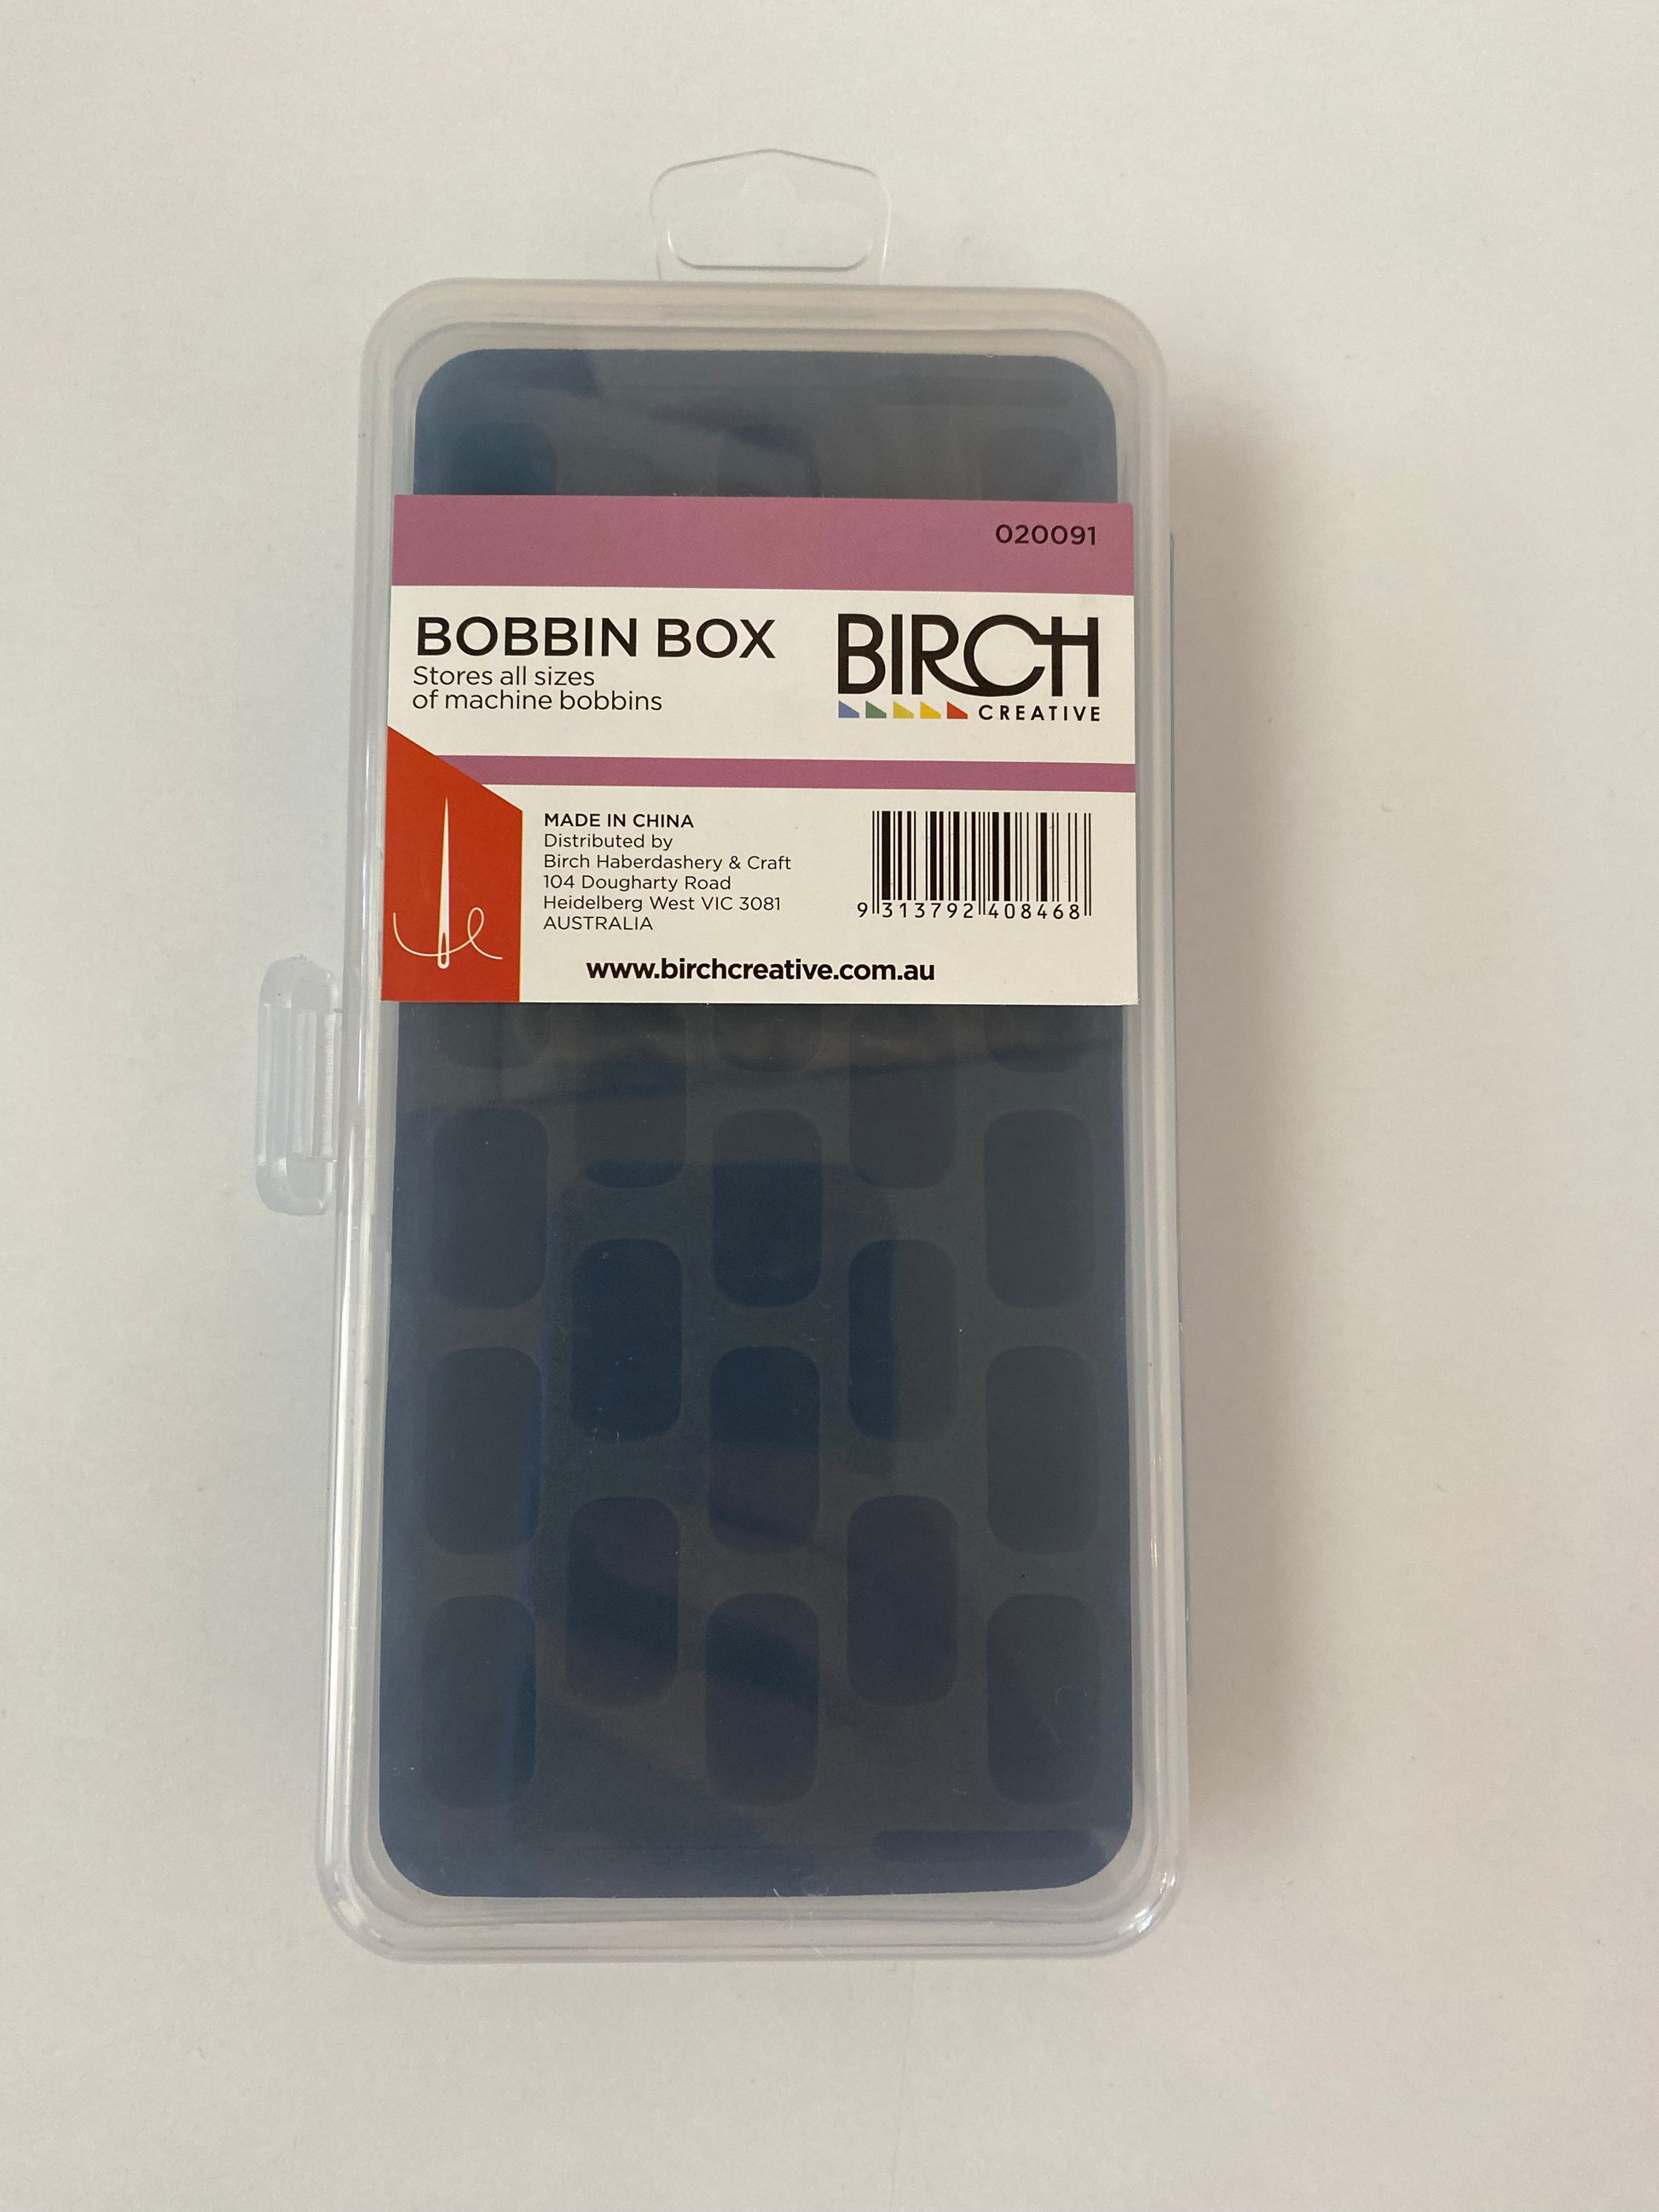 020091
BOBBIN BOX
Stores all sizes
of machine bobbins
BIRCH
CREATIVE
MADE IN CHINA
Distributed by
Birch Haberdashery & Craft
104 Dougharty Road
Heidelberg West VIC 3081
AUSTRALIA
9 313792 408468
www.birchcreative.com.au